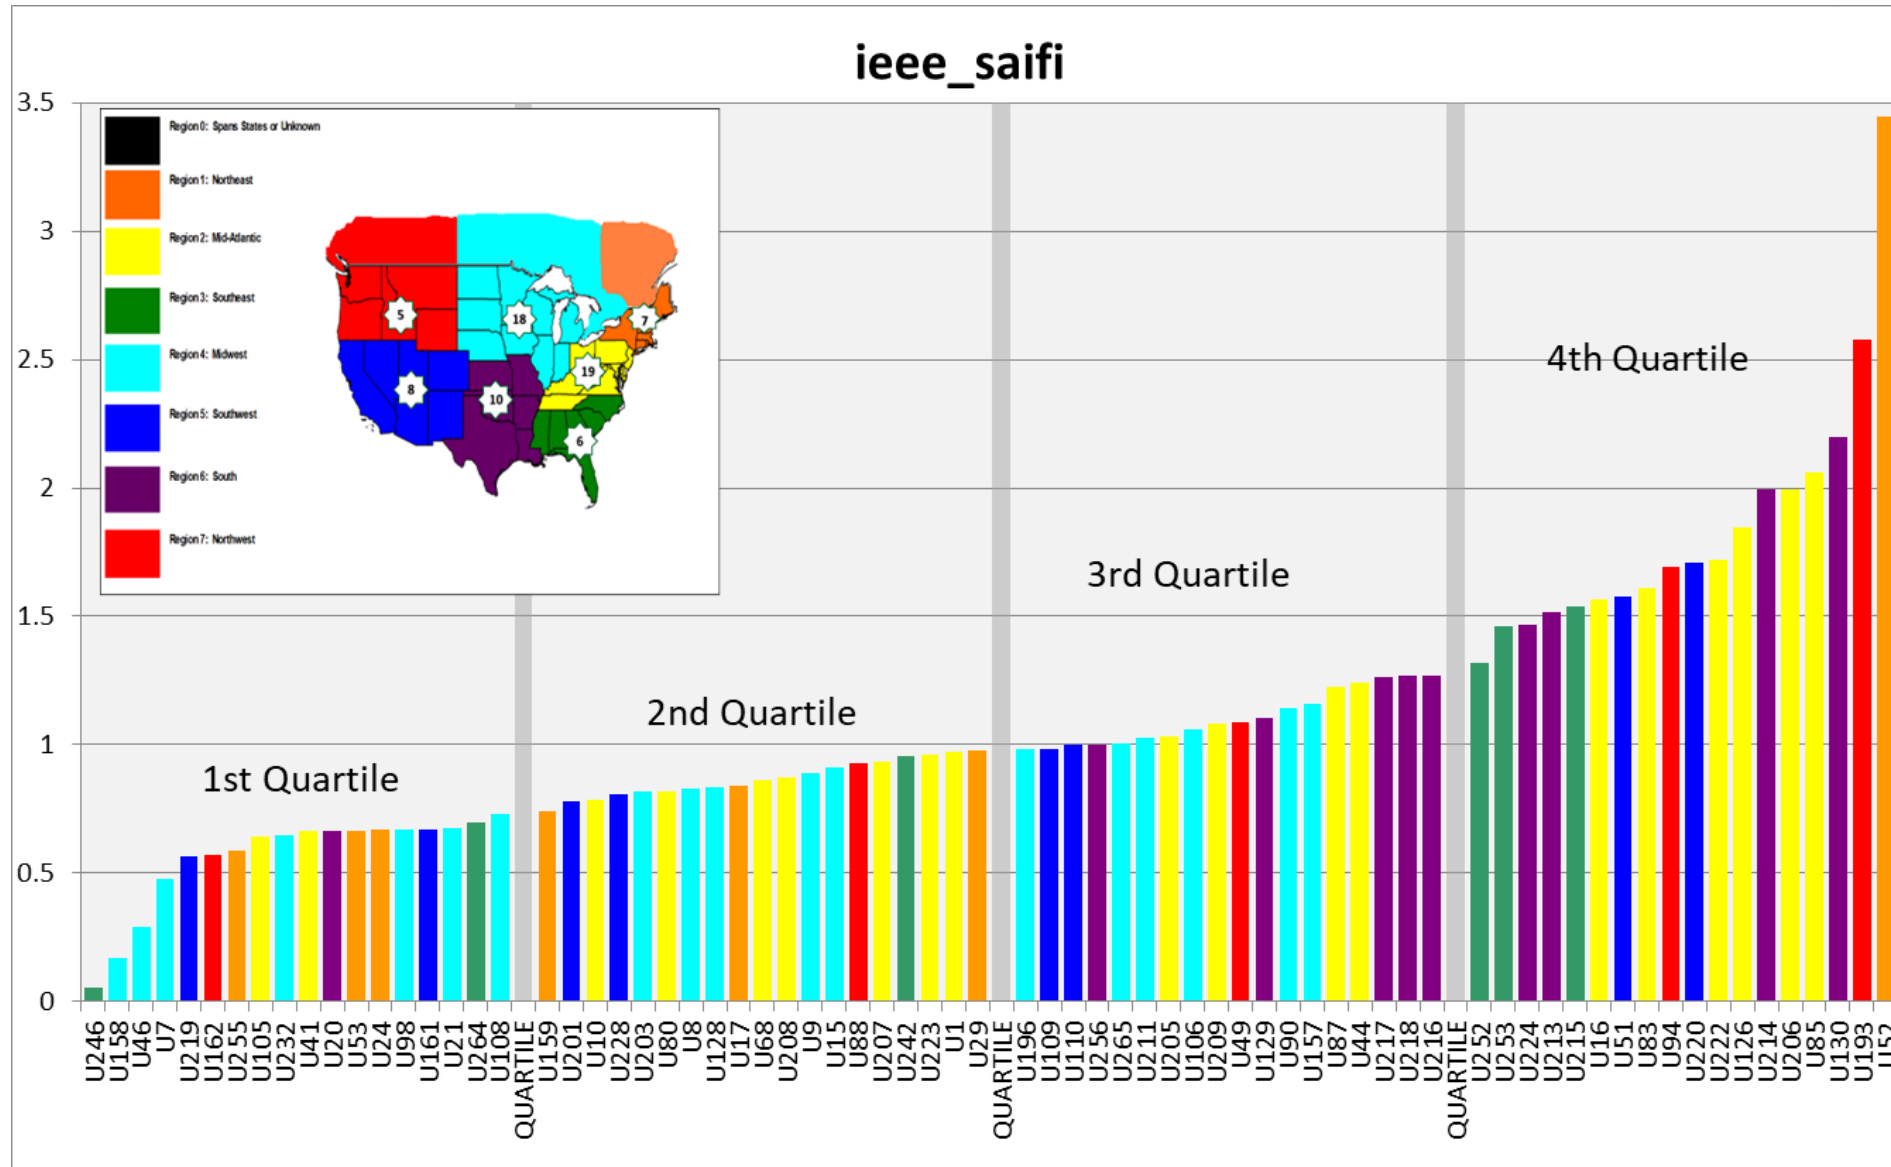 ieee_saifi
3.5
3
2.5
2
1.5
1
0.5
0
Region 0: Spans States or Unknown
Region 1: Northeast
Region 2: Mid-Atlantic
Region 3: Southeast
Region 4: Midwest
Region 5: Southwest
Region 6: South
Region 7: Northwest
5
18
7
19
8
10
6
1st Quartile
2nd Quartile
3rd Quartile
4th Quartile
U246
U158
U46
U7
U219
U162
U255
U105
U232
U41
U210
U53
U24
U98
U161
U21
U264
U108
QUARTILE
U159
U201
U10
U228
U203
U80
U8
U128
U17
U68
U208
U9
U15
U88
U207
U242
U223
U1
U29
QUARTILE
U196
U109
U110
U256
U265
U211
U205
U106
U209
U49
U129
U90
U157
U87
U44
U217
U218
U216
QUARTILE
U252
U253
U224
U213
U215
U16
U51
U83
U94
U220
U222
U126
U214
U206
U85
U130
U193
U52